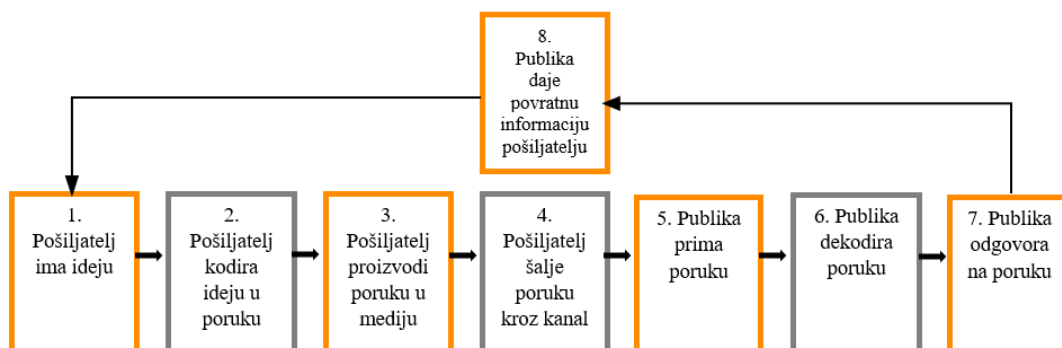 8.
Publika
daje
povratnu
informaciju
pošiljatelju
1.
Pošiljatelj
ima ideju
2.
Pošiljatelj
kodira
ideju u
poruku
3.
Pošiljatelj
proizvodi
poruku u
mediju
4.
Pošiljatelj
šalje
poruku
kroz kanal
5. Publika
prima
poruku
6. Publika
dekodira
poruku
7. Publika
odgovora
na poruku